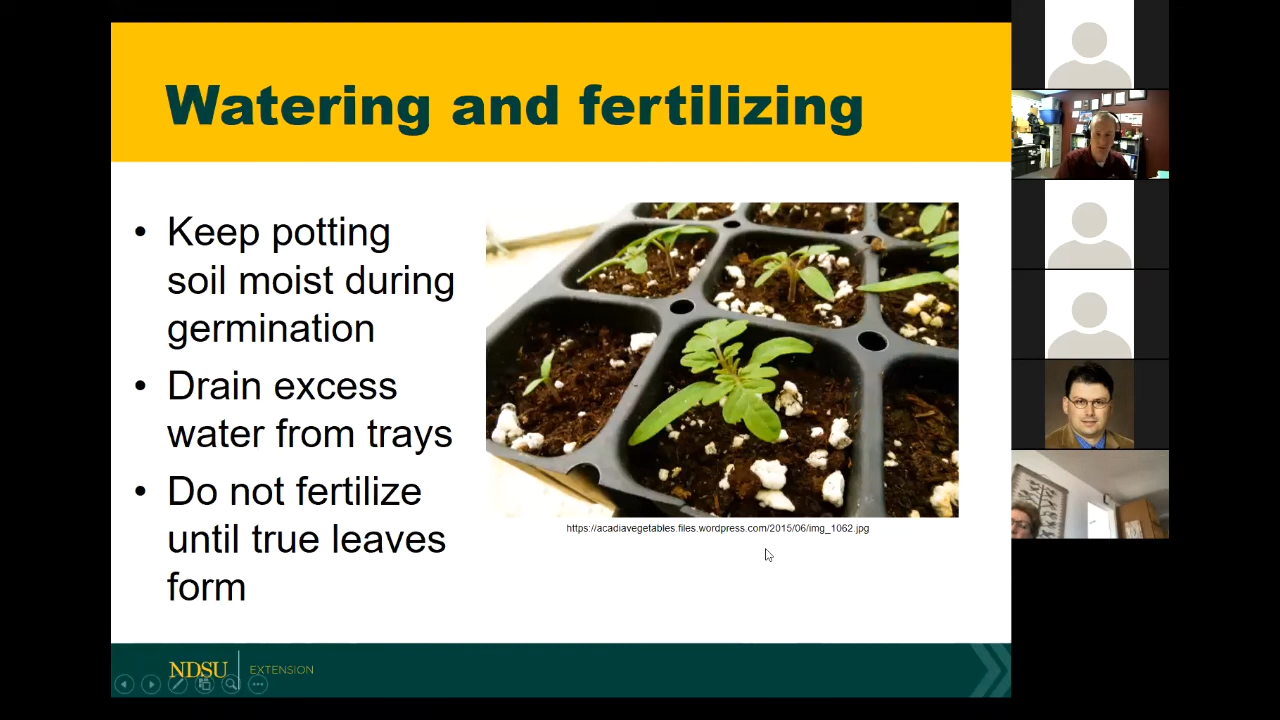 Watering and fertilizing
• Keep potting
soil moist during
germination
• Drain excess
water from trays
• Do not fertilize
until true leaves
form
https://acadiavegetables.files.wordpress.com/2015/06/img_1062.jpg
NDSU EXTENSION